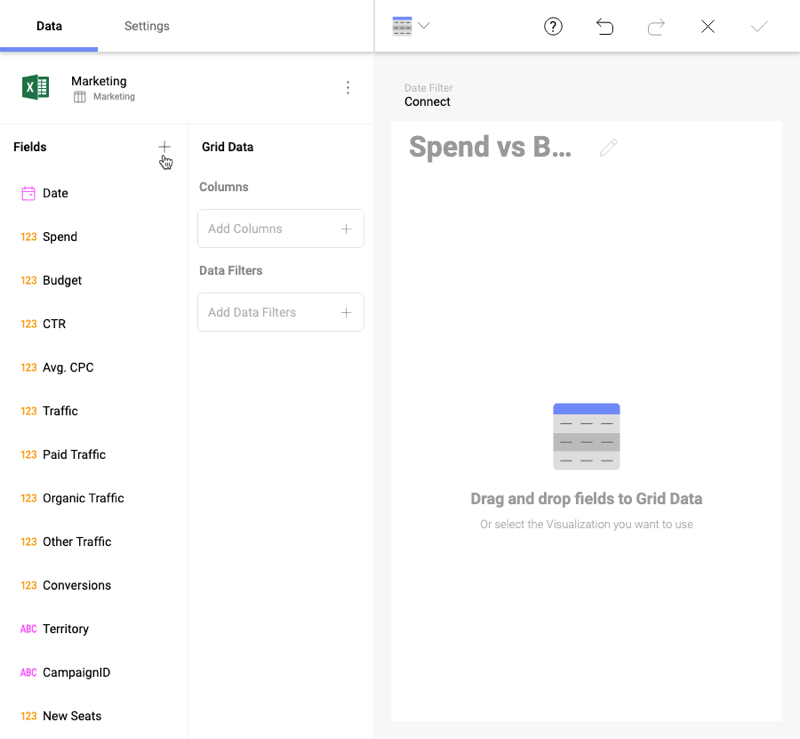 Data
Settings
Marketing
Marketing
Fields
Date
123 Spend
123 Budget
123 CTR
123 Avg. CPC
123 Traffic
123 Paid Traffic
123 Organic Traffic
123 Other Traffic
123 Conversions
ABC Territory
ABC CampaignID
123 New Seats
Grid Data
Columns
Add Columns
Data Filters
Add Data Filters
Date Filter
Connect
Spend vs B...
Drag and drop fields to Grid Data
Or select the Visualization you want to use